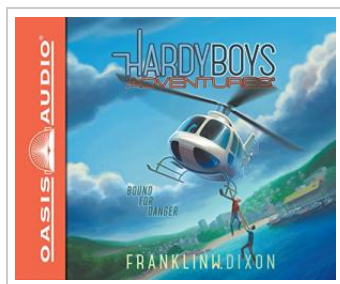 OASIS AUDIO®
HARDY BOYS
ADVENTURES
BOUND
FOR
DANGER
FRANKLIN W. DIXON